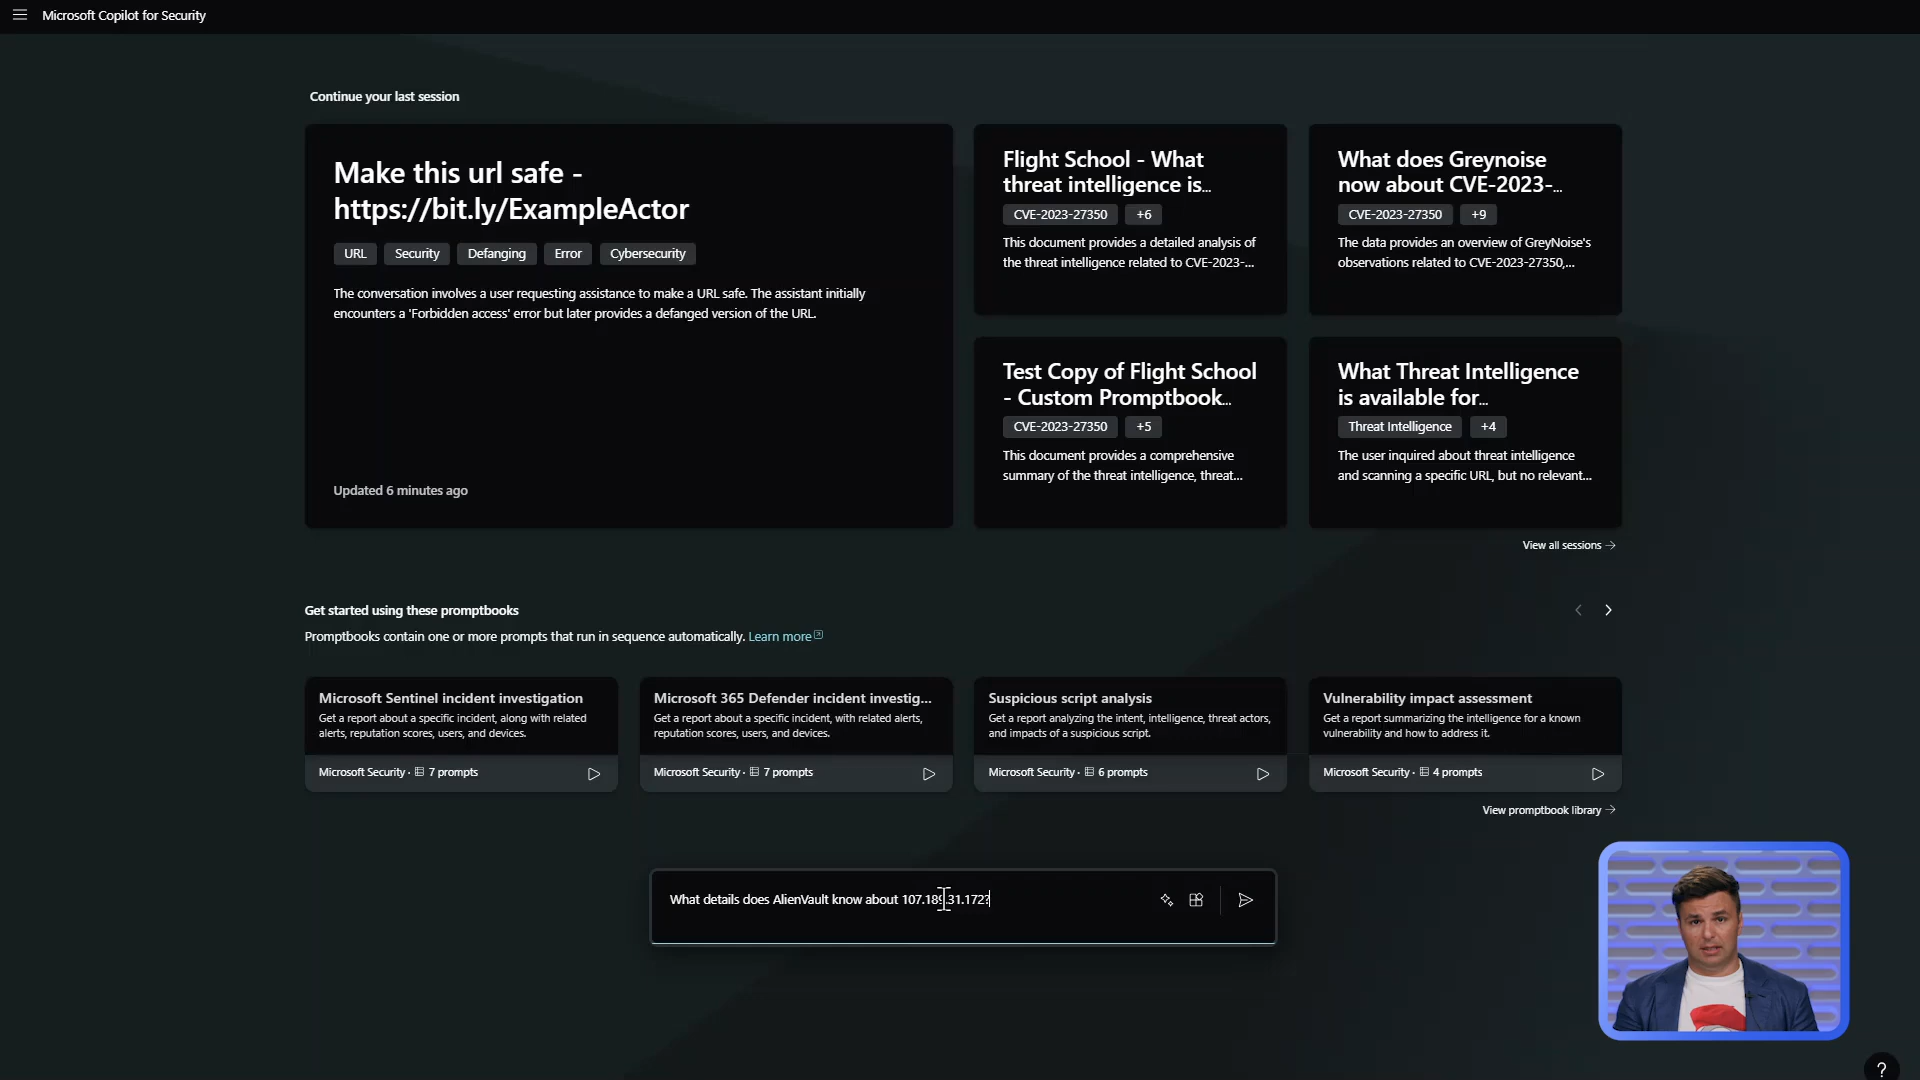 Microsoft Copilot for Security
Continue your last session
Make this url safe -
https://bit.ly/ExampleActor
URL
Security
Defanging
Error
Cybersecurity
The conversation involves a user requesting assistance to make a URL safe. The assistant initially
encounters a 'Forbidden access' error but later provides a defanged version of the URL.
Updated 6 minutes ago
Flight School - What
threat intelligence is...
CVE-2023-27350
+6
This document provides a detailed analysis of
the threat intelligence related to CVE-2023-...
What does Greynoise
now about CVE-2023-...
CVE-2023-27350
+9
The data provides an overview of GreyNoise's
observations related to CVE-2023-27350,...
Test Copy of Flight School
- Custom Promptbook...
CVE-2023-27350
+5
This document provides a comprehensive
summary of the threat intelligence, threat...
What Threat Intelligence
is available for...
Threat Intelligence
+4
The user inquired about threat intelligence
and scanning a specific URL, but no relevant...
View all sessions →
Get started using these promptbooks
Promptbooks contain one or more prompts that run in sequence automatically. Learn more
Microsoft Sentinel incident investigation
Get a report about a specific incident, along with related
alerts, reputation scores, users, and devices.
Microsoft Security · 7 prompts
Microsoft 365 Defender incident investig...
Get a report about a specific incident, with related alerts,
reputation scores, users, and devices.
Microsoft Security · 7 prompts
Suspicious script analysis
Get a report analyzing the intent, intelligence, threat actors,
and impacts of a suspicious script.
Microsoft Security · 6 prompts
Vulnerability impact assessment
Get a report summarizing the intelligence for a known
vulnerability and how to address it.
Microsoft Security · 4 prompts
View promptbook library →
What details does AlienVault know about 107.189.31.172?
?